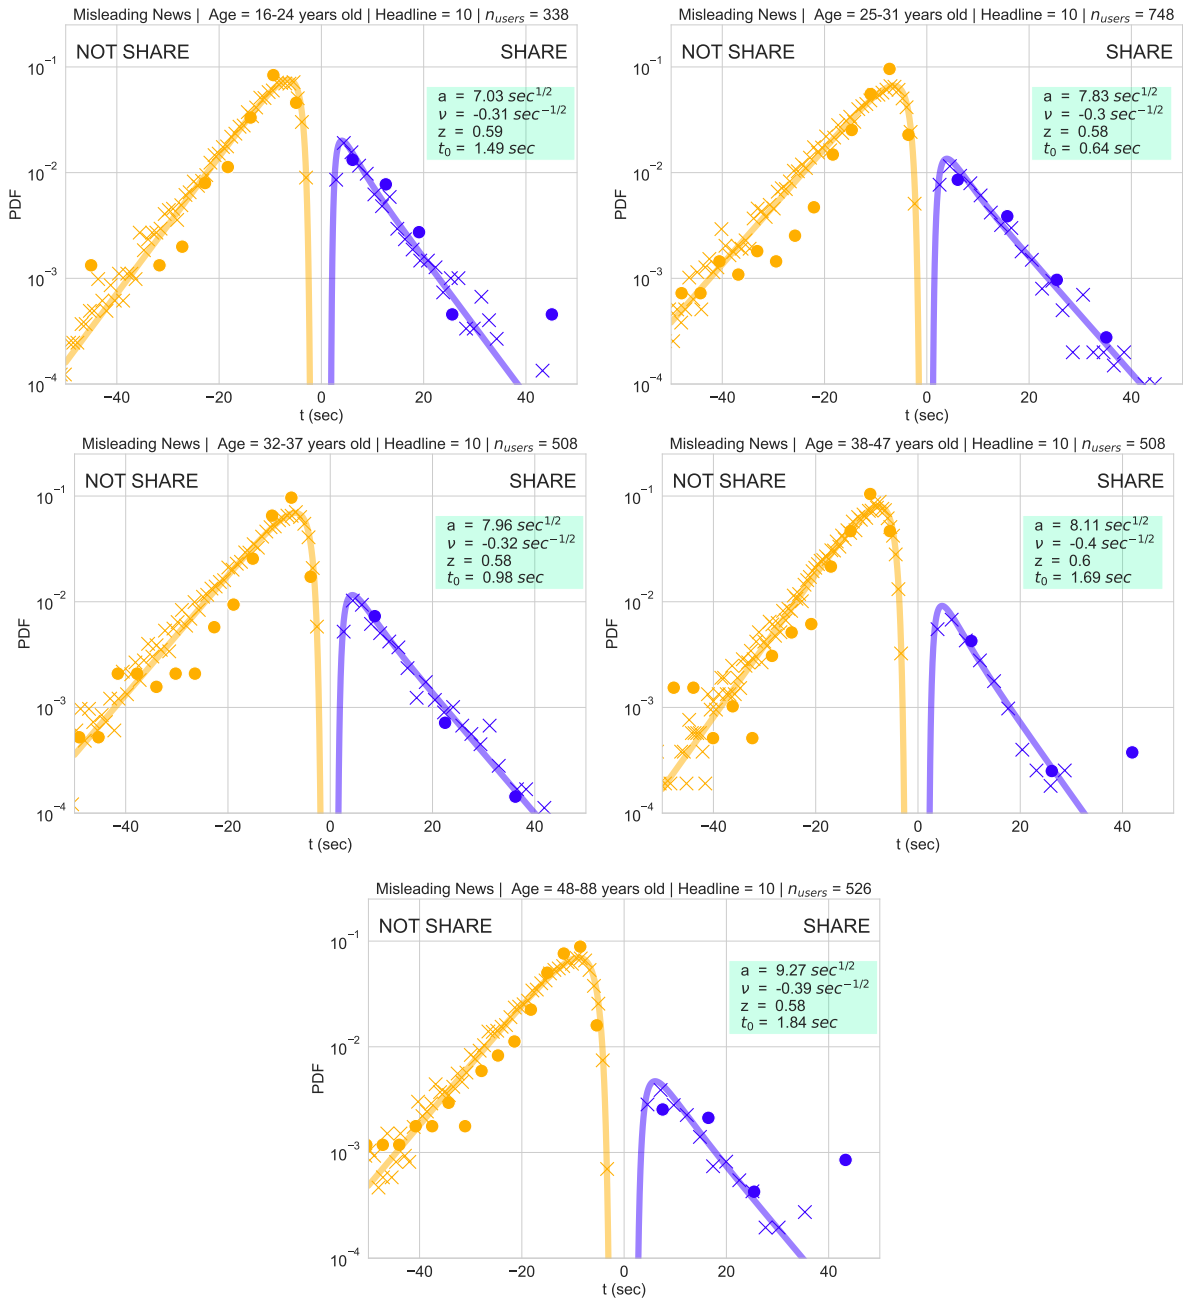 Misleading News | Age = 16-24 years old | Headline = 10 | n_users = 338
NOT SHARE
SHARE
a = 7.03 sec^1/2
ν = -0.31 sec^−1/2
z = 0.59
t_0 = 1.49 sec
PDF
10^−1
10^−2
10^−3
10^−4
−40 −20 0 20 40
t (sec)
Misleading News | Age = 25-31 years old | Headline = 10 | n_users = 748
NOT SHARE
SHARE
a = 7.83 sec^1/2
ν = -0.3 sec^−1/2
z = 0.58
t_0 = 0.64 sec
PDF
10^−1
10^−2
10^−3
10^−4
−40 −20 0 20 40
t (sec)
Misleading News | Age = 32-37 years old | Headline = 10 | n_users = 508
NOT SHARE
SHARE
a = 7.96 sec^1/2
ν = -0.32 sec^−1/2
z = 0.58
t_0 = 0.98 sec
PDF
10^−1
10^−2
10^−3
10^−4
−40 −20 0 20 40
t (sec)
Misleading News | Age = 38-47 years old | Headline = 10 | n_users = 508
NOT SHARE
SHARE
a = 8.11 sec^1/2
ν = -0.4 sec^−1/2
z = 0.6
t_0 = 1.69 sec
PDF
10^−1
10^−2
10^−3
10^−4
−40 −20 0 20 40
t (sec)
Misleading News | Age = 48-88 years old | Headline = 10 | n_users = 526
NOT SHARE
SHARE
a = 9.27 sec^1/2
ν = -0.39 sec^−1/2
z = 0.58
t_0 = 1.84 sec
PDF
10^−1
10^−2
10^−3
10^−4
−40 −20 0 20 40
t (sec)